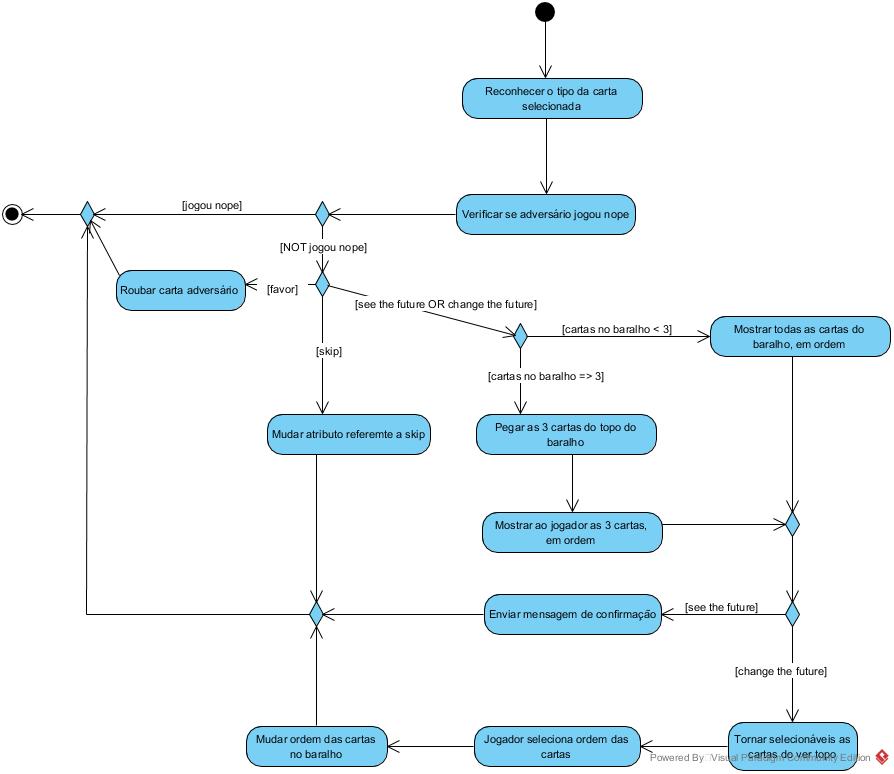 Reconhecer o tipo da carta
selecionada
[jogou nope]
Verificar se adversário jogou nope
[NOT jogou nope]
Roubar carta adversário
[favor]
[see the future OR change the future]
[cartas no baralho < 3]
Mostrar todas as cartas do
baralho, em ordem
[skip]
[cartas no baralho => 3]
Mudar atributo referemte a skip
Pegar as 3 cartas do topo do
baralho
Mostrar ao jogador as 3 cartas,
em ordem
Enviar mensagem de confirmação
[see the future]
[change the future]
Mudar ordem das cartas
no baralho
Jogador seleciona ordem das
cartas
Tornar selecionáveis as
cartas do ver topo
Powered By Visual Paradigm Community Edition